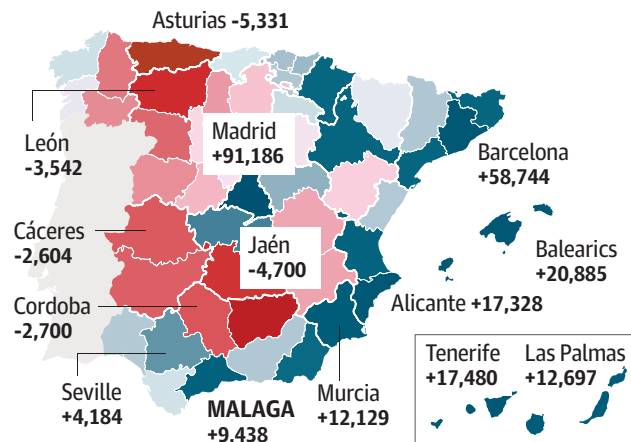 Asturias -5,331
León
-3,542
Madrid
+91,186
Barcelona
+58,744
Cáceres
-2,604
Jaén
-4,700
Balearics
+20,885
Cordoba
-2,700
Alicante +17,328
Seville
+4,184
MALAGA
+9,438
Murcia
+12,129
Tenerife
+17,480
Las Palmas
+12,697